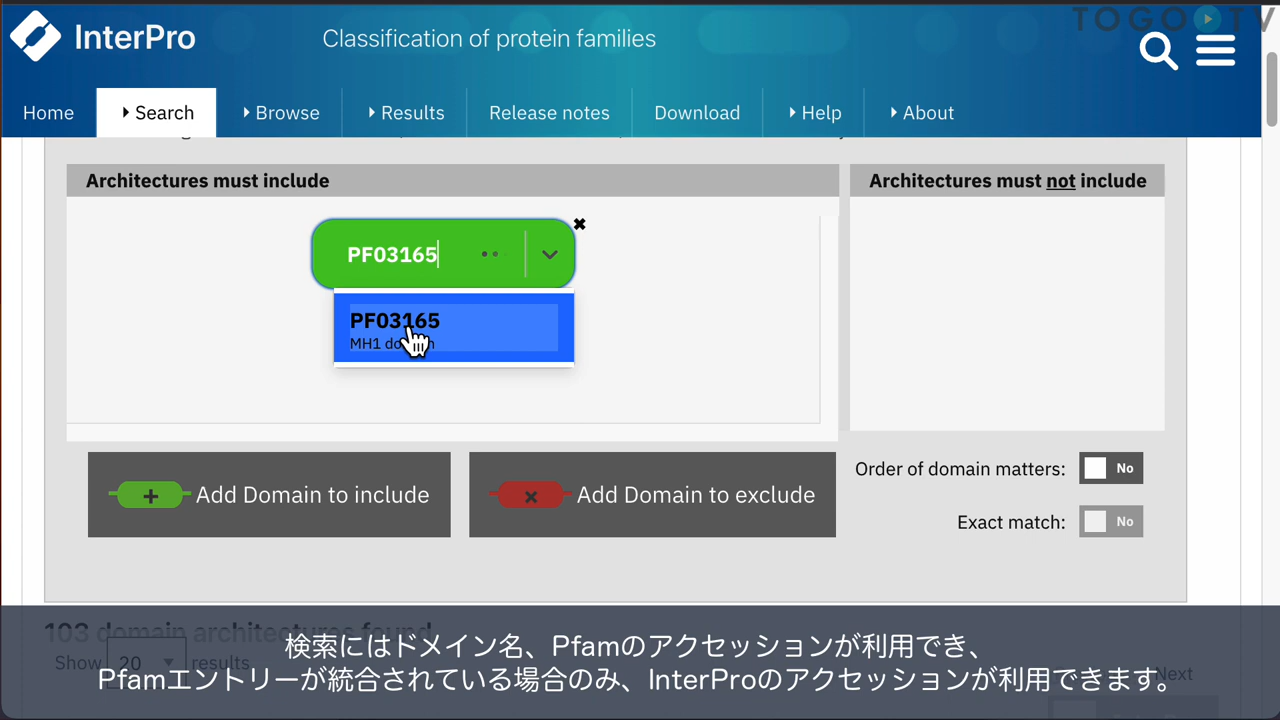 TOGO TV
InterPro
Classification of protein families
Home
Search
Browse
Results
Release notes
Download
Help
About
Architectures must include
Architectures must not include
PF03165
PF03165
MH1 domain
Add Domain to include
Add Domain to exclude
Order of domain matters:
No
Exact match:
No
103 domain architectures found
Show 20 results
Next
検索にはドメイン名、Pfamのアクセッションが利用でき、
Pfamエントリーが統合されている場合のみ、InterProのアクセッションが利用できます。